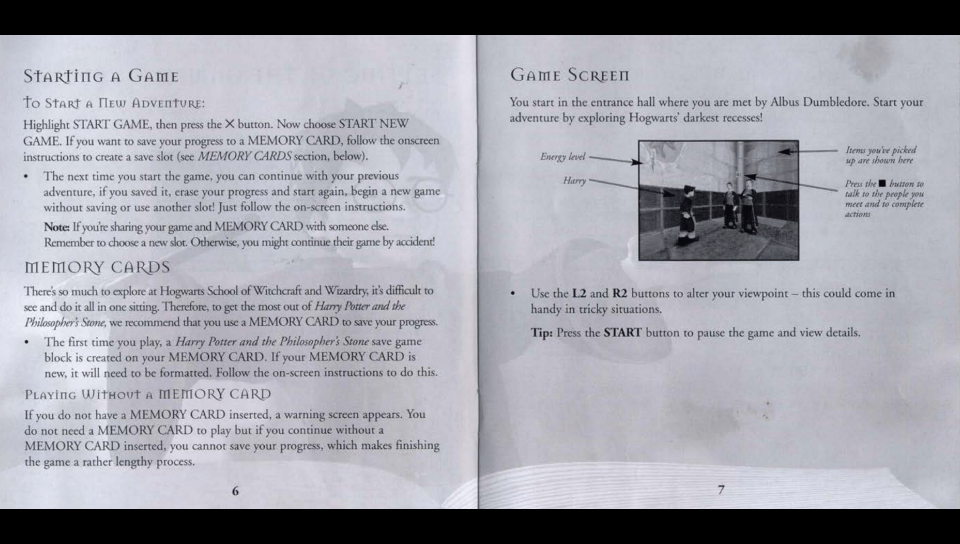 Starting a Game
To Start a New Adventure:
Highlight START GAME, then press the ✕ button. Now choose START NEW
GAME. If you want to save your progress to a MEMORY CARD, follow the onscreen
instructions to create a save slot (see MEMORY CARDS section, below).
• The next time you start the game, you can continue with your previous
adventure, if you saved it, erase your progress and start again, begin a new game
without saving or use another slot! Just follow the on-screen instructions.
Note: If you're sharing your game and MEMORY CARD with someone else.
Remember to choose a new slot. Otherwise, you might continue their game by accident!
MEMORY CARDS
There's so much to explore at Hogwarts School of Witchcraft and Wizardry, it's difficult to
see and do it all in one sitting. Therefore, to get the most out of Harry Potter and the
Philosopher's Stone, we recommend that you use a MEMORY CARD to save your progress.
• The first time you play, a Harry Potter and the Philosopher's Stone save game
block is created on your MEMORY CARD. If your MEMORY CARD is
new, it will need to be formatted. Follow the on-screen instructions to do this.
Playing Without a MEMORY CARD
If you do not have a MEMORY CARD inserted, a warning screen appears. You
do not need a MEMORY CARD to play but if you continue without a
MEMORY CARD inserted, you cannot save your progress, which makes finishing
the game a rather lengthy process.
6
Game Screen
You start in the entrance hall where you are met by Albus Dumbledore. Start your
adventure by exploring Hogwarts' darkest recesses!
Energy level
Harry
Items you've picked
up are shown here
Press the ■ button to
talk to the people you
meet and to complete
actions
• Use the L2 and R2 buttons to alter your viewpoint – this could come in
handy in tricky situations.
Tip: Press the START button to pause the game and view details.
7